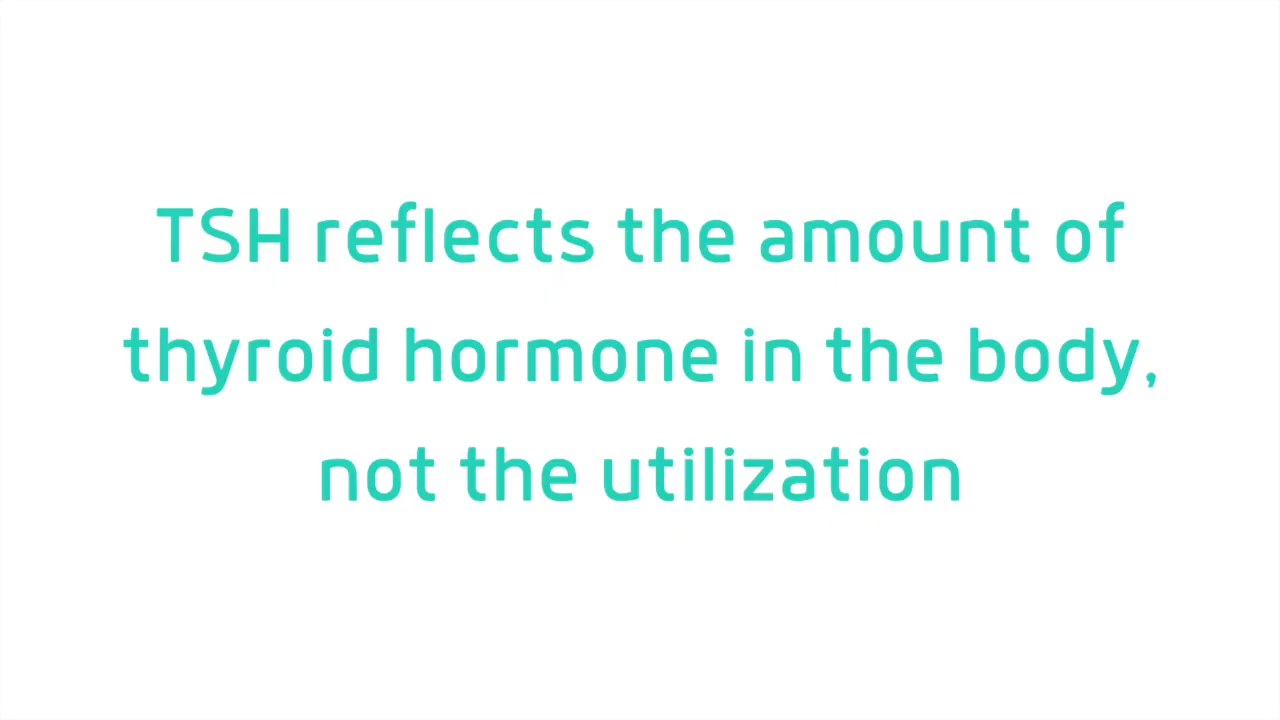 TSH reflects the amount of
thyroid hormone in the body,
not the utilization